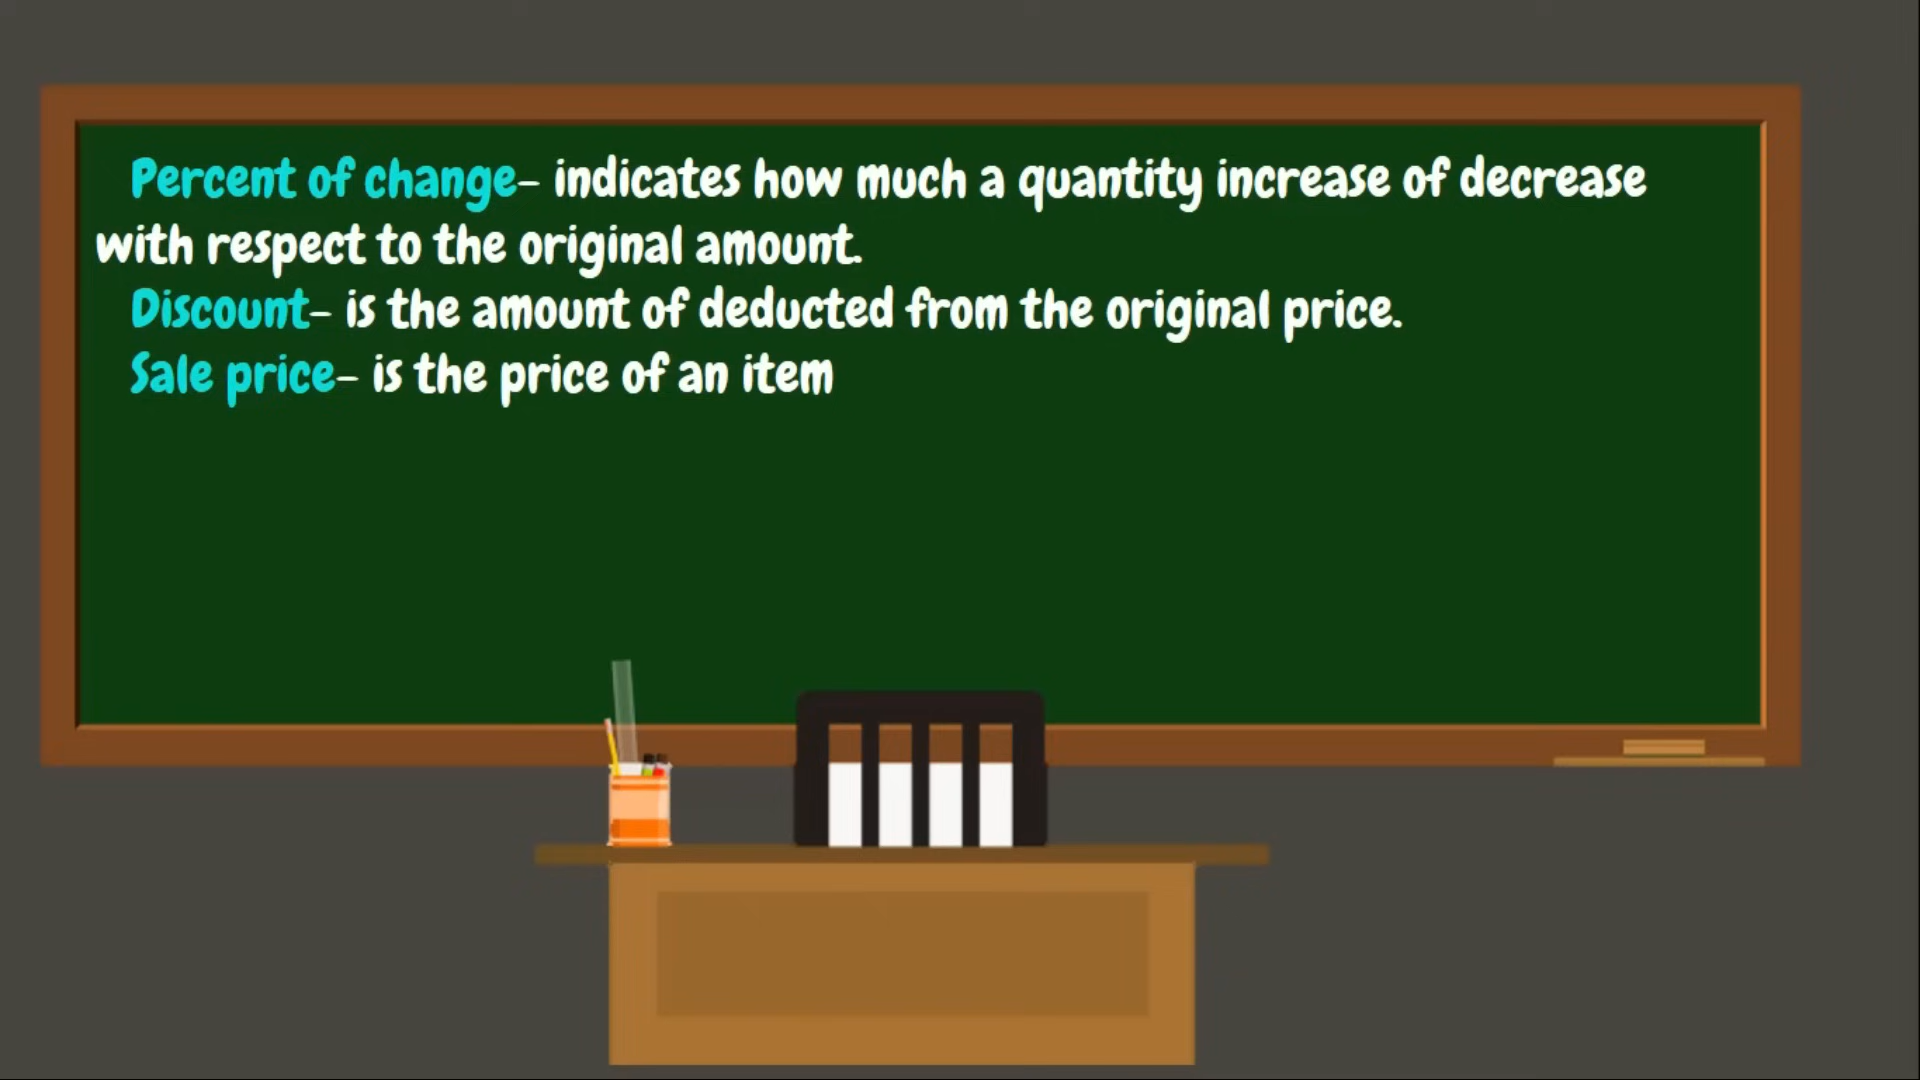 Percent of change- indicates how much a quantity increase of decrease
with respect to the original amount.
Discount- is the amount of deducted from the original price.
Sale price- is the price of an item